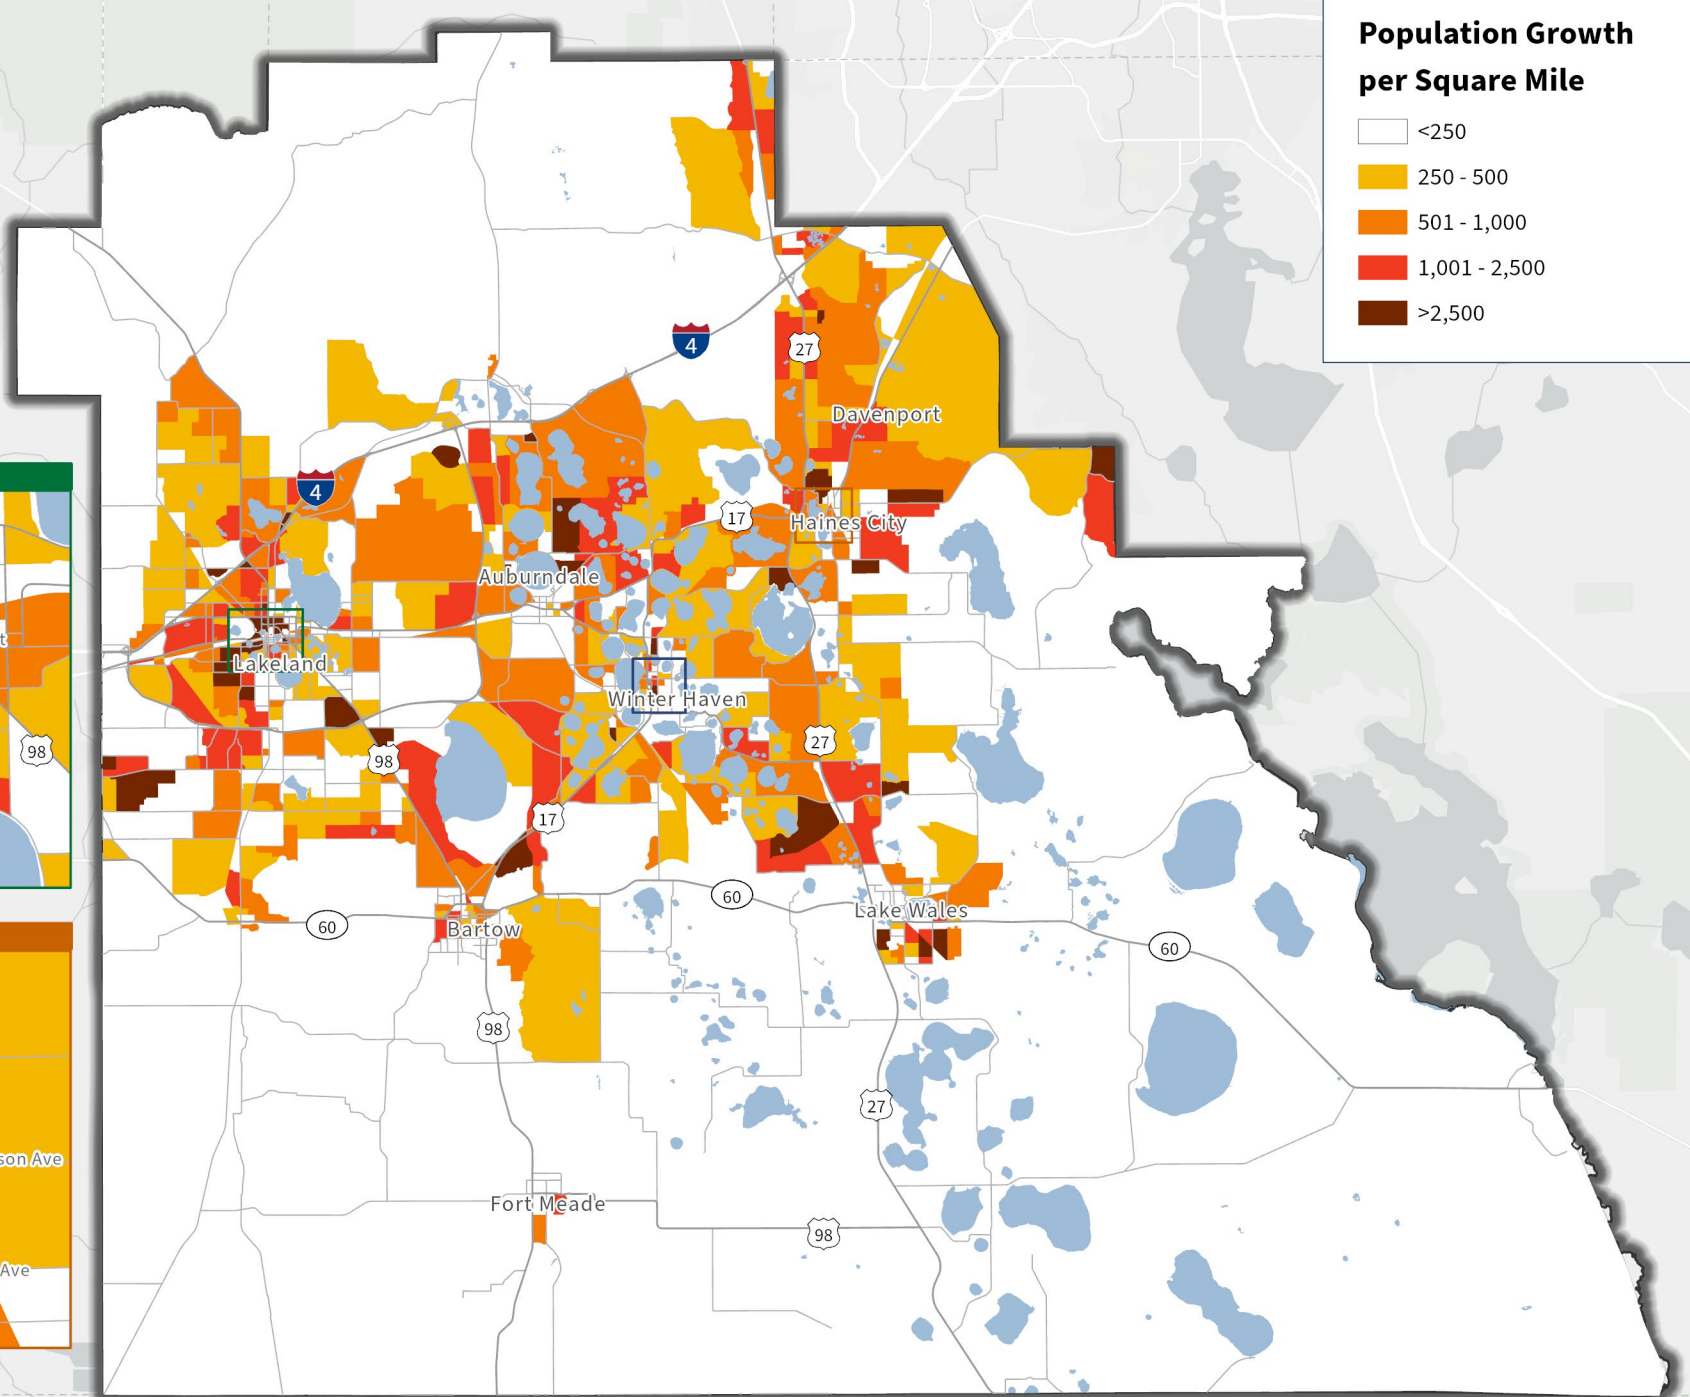 Population Growth
per Square Mile
<250
250 - 500
501 - 1,000
1,001 - 2,500
>2,500
4
27
Davenport
4
17
Haines City
Auburndale
t
Lakeland
Winter Haven
98
27
98
17
60
Lake Wales
60
Bartow
60
98
27
son Ave
Fort Meade
98
Ave